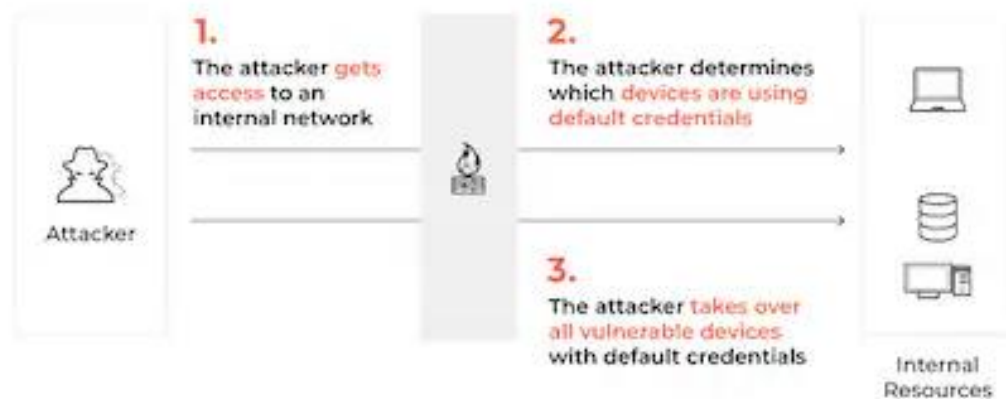 1.
The attacker gets
access to an
internal network
2.
The attacker determines
which devices are using
default credentials
Attacker
3.
The attacker takes over
all vulnerable devices
with default credentials
Internal
Resources